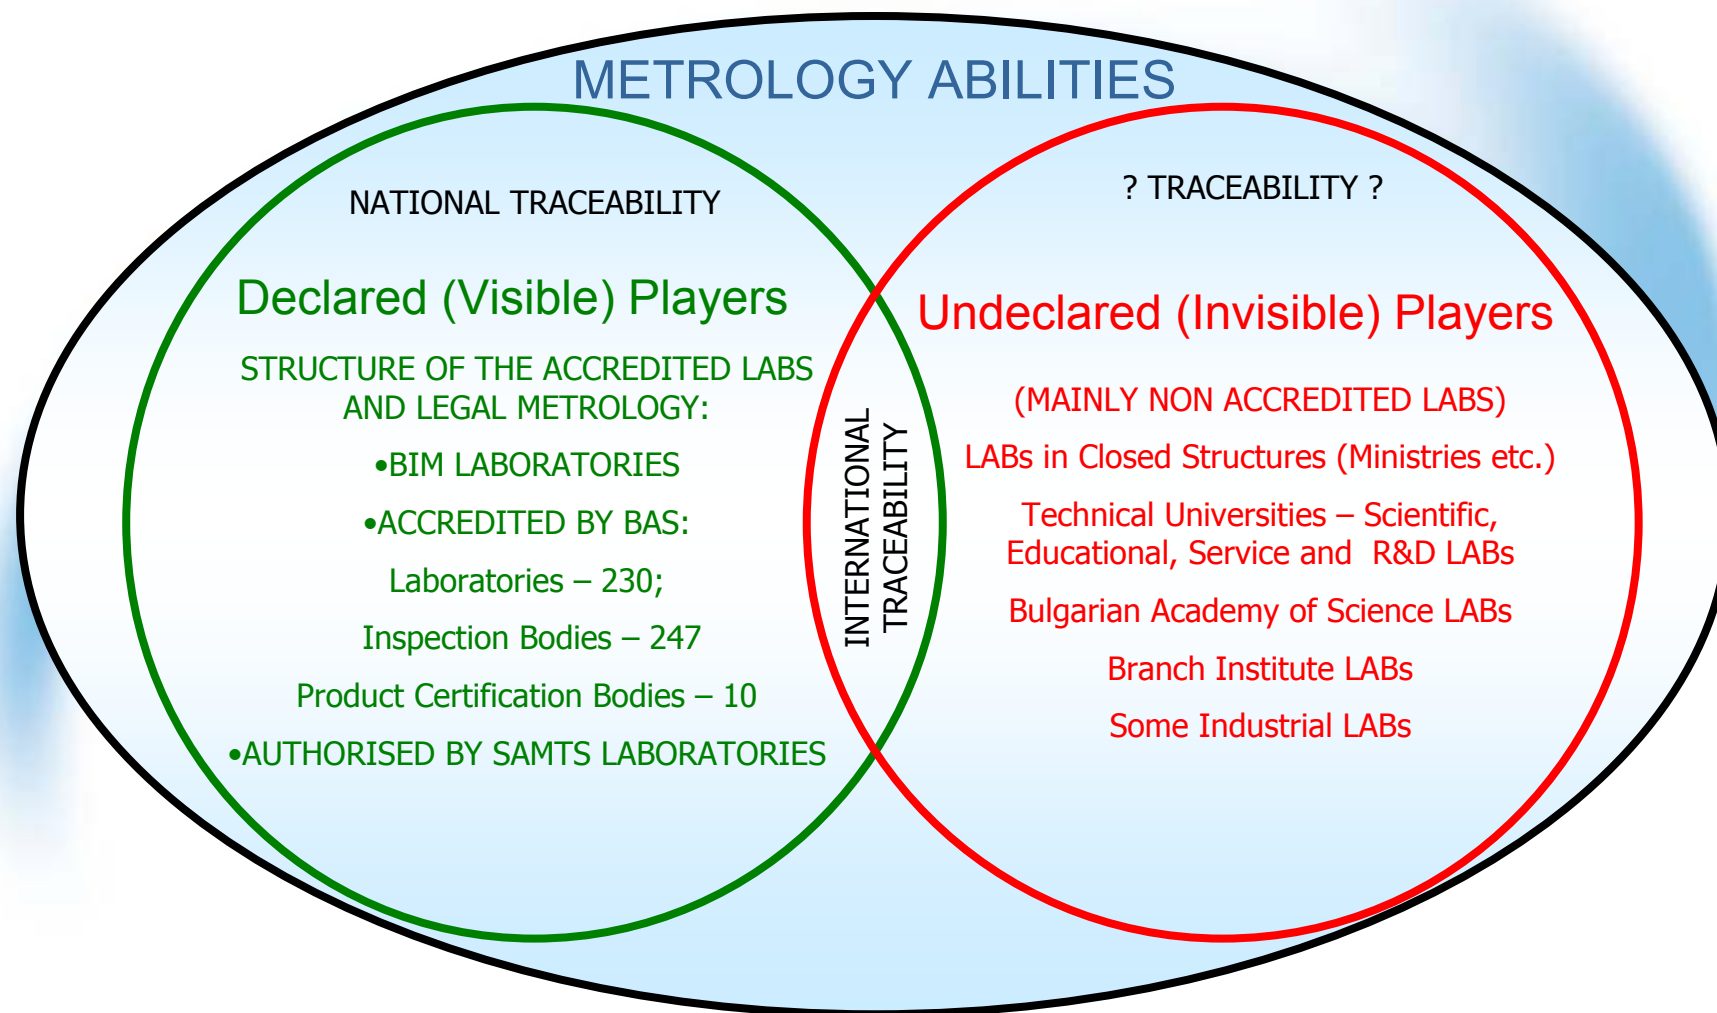 METROLOGY ABILITIES
NATIONAL TRACEABILITY
Declared (Visible) Players
STRUCTURE OF THE ACCREDITED LABS
AND LEGAL METROLOGY:
•BIM LABORATORIES
•ACCREDITED BY BAS:
Laboratories – 230;
Inspection Bodies – 247
Product Certification Bodies – 10
•AUTHORISED BY SAMTS LABORATORIES
INTERNATIONAL
TRACEABILITY
? TRACEABILITY ?
Undeclared (Invisible) Players
(MAINLY NON ACCREDITED LABS)
LABs in Closed Structures (Ministries etc.)
Technical Universities – Scientific,
Educational, Service and R&D LABs
Bulgarian Academy of Science LABs
Branch Institute LABs
Some Industrial LABs